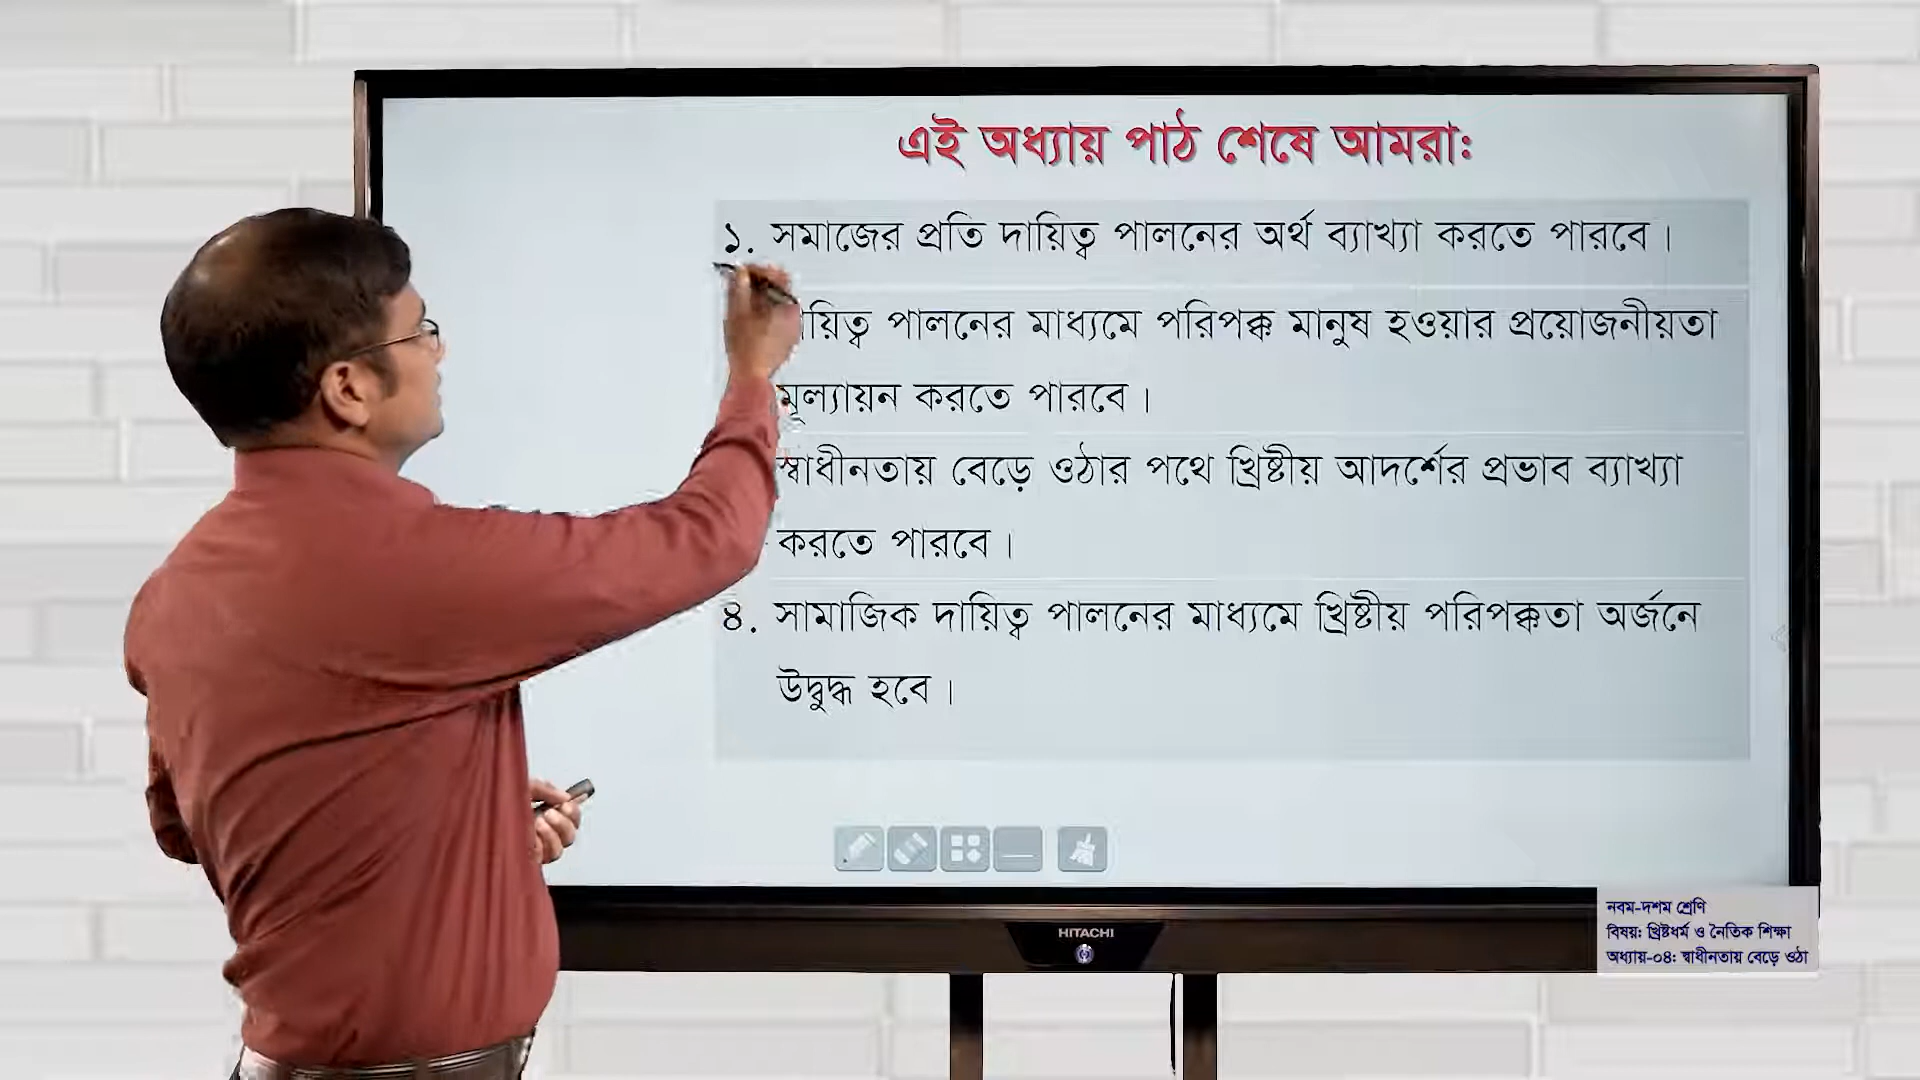 এই অধ্যায় পাঠ শেষে আমরা:
১. সমাজের প্রতি দায়িত্ব পালনের অর্থ ব্যাখ্যা করতে পারবে।
পালনের মাধ্যমে পরিপক্ক মানুষ হওয়ার প্রয়োজনীয়তা
মূল্যায়ন করতে পারবে।
স্বাধীনতায় বেড়ে ওঠার পথে খ্রিষ্টীয় আদর্শের প্রভাব ব্যাখ্যা
করতে পারবে।
৪. সামাজিক দায়িত্ব পালনের মাধ্যমে খ্রিষ্টীয় পরিপক্কতা অর্জনে
উদ্বুদ্ধ হবে।
HITACHI
নবম-দশম শ্রেণি
বিষয়: খ্রিষ্টধর্ম ও নৈতিক শিক্ষা
অধ্যায়-০৪: স্বাধীনতায় বেড়ে ওঠা